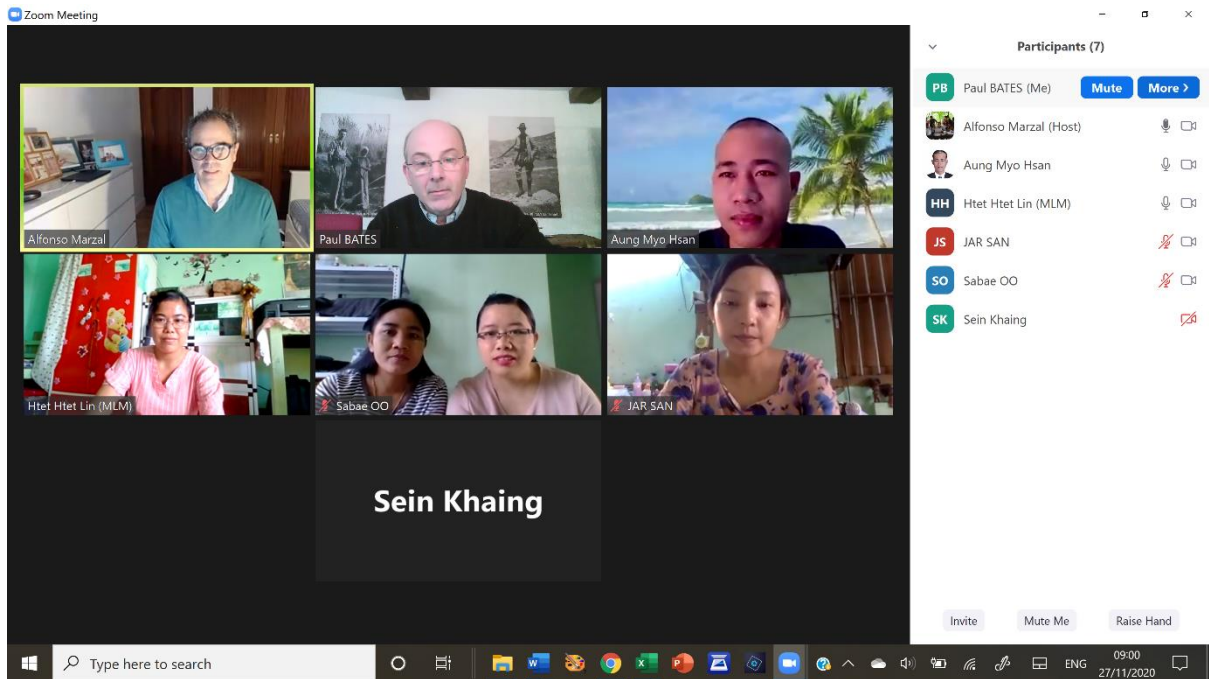 Zoom Meeting
Alfonso Marzal
Paul BATES
Aung Myo Hsan
Htet Htet Lin (MLM)
Sabae OO
JAR SAN
Sein Khaing
Participants (7)
PB Paul BATES (Me) Mute More >
Alfonso Marzal (Host)
Aung Myo Hsan
HH Htet Htet Lin (MLM)
JS JAR SAN
SO Sabae OO
SK Sein Khaing
Invite Mute Me Raise Hand
Type here to search
ENG
09:00
27/11/2020